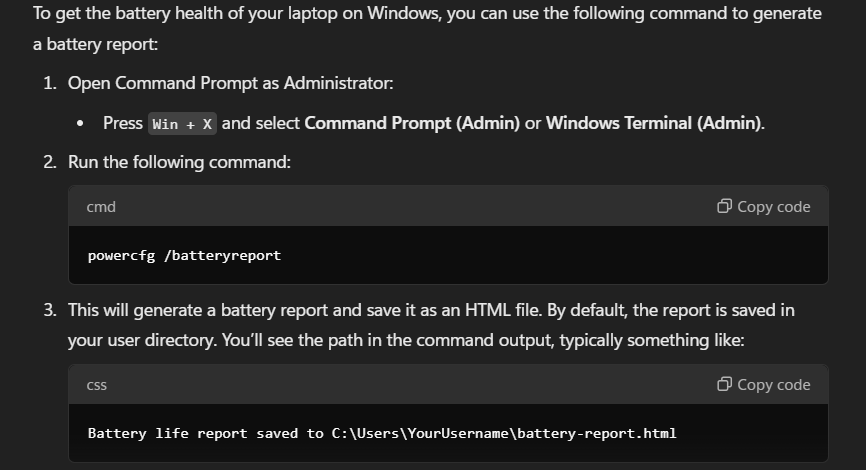 To get the battery health of your laptop on Windows, you can use the following command to generate
a battery report:
1. Open Command Prompt as Administrator:
• Press Win + X and select Command Prompt (Admin) or Windows Terminal (Admin).
2. Run the following command:
cmd
Copy code
powercfg /batteryreport
3. This will generate a battery report and save it as an HTML file. By default, the report is saved in
your user directory. You'll see the path in the command output, typically something like:
css
Copy code
Battery life report saved to C:\Users\YourUsername\battery-report.html